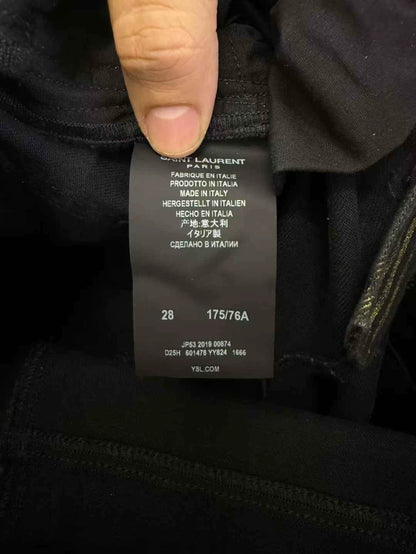 SAINT LAURENT
PARIS
FABRIQUE EN ITALIE
PRODOTTO IN ITALIA
MADE IN ITALY
HERGESTELLT IN ITALIEN
HECHO EN ITALIA
产地:意大利
イタリア製
СДЕЛАНО В ИТАЛИИ
28 175/76A
JP53 2019 00874
D25H 601478 YY824 1666
YSL.COM